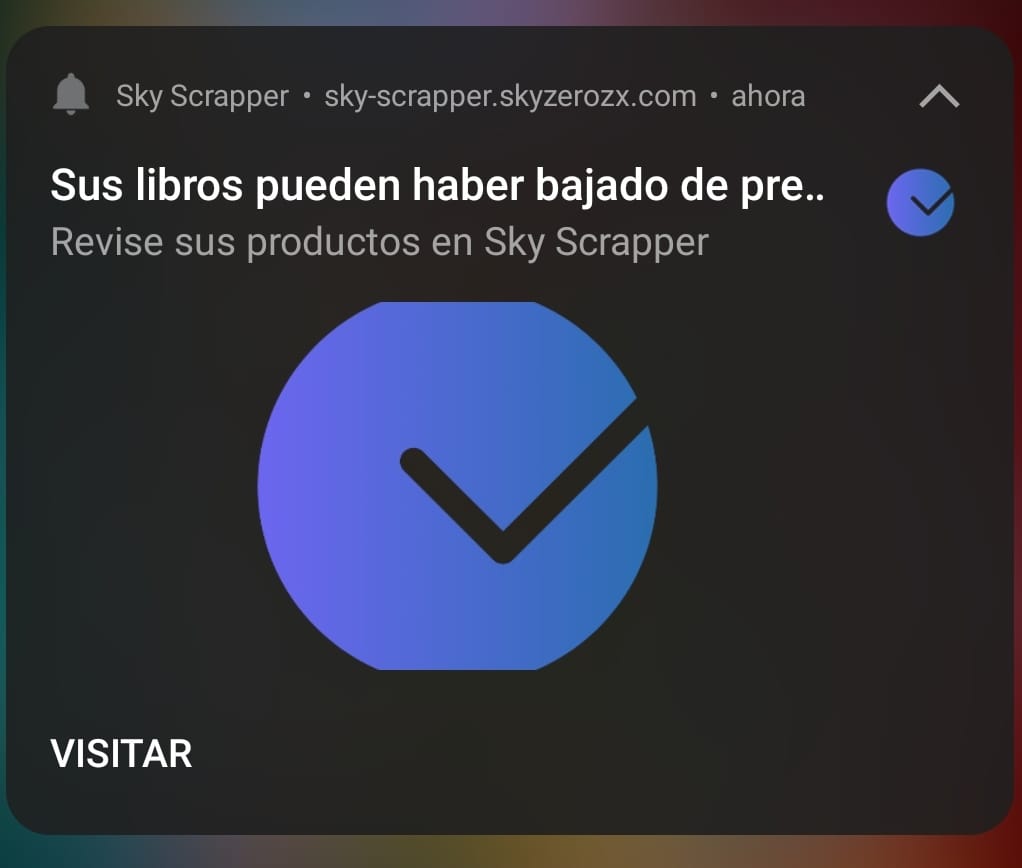 Sky Scrapper • sky-scrapper.skyzerozx.com • ahora
Sus libros pueden haber bajado de pre..
Revise sus productos en Sky Scrapper
VISITAR